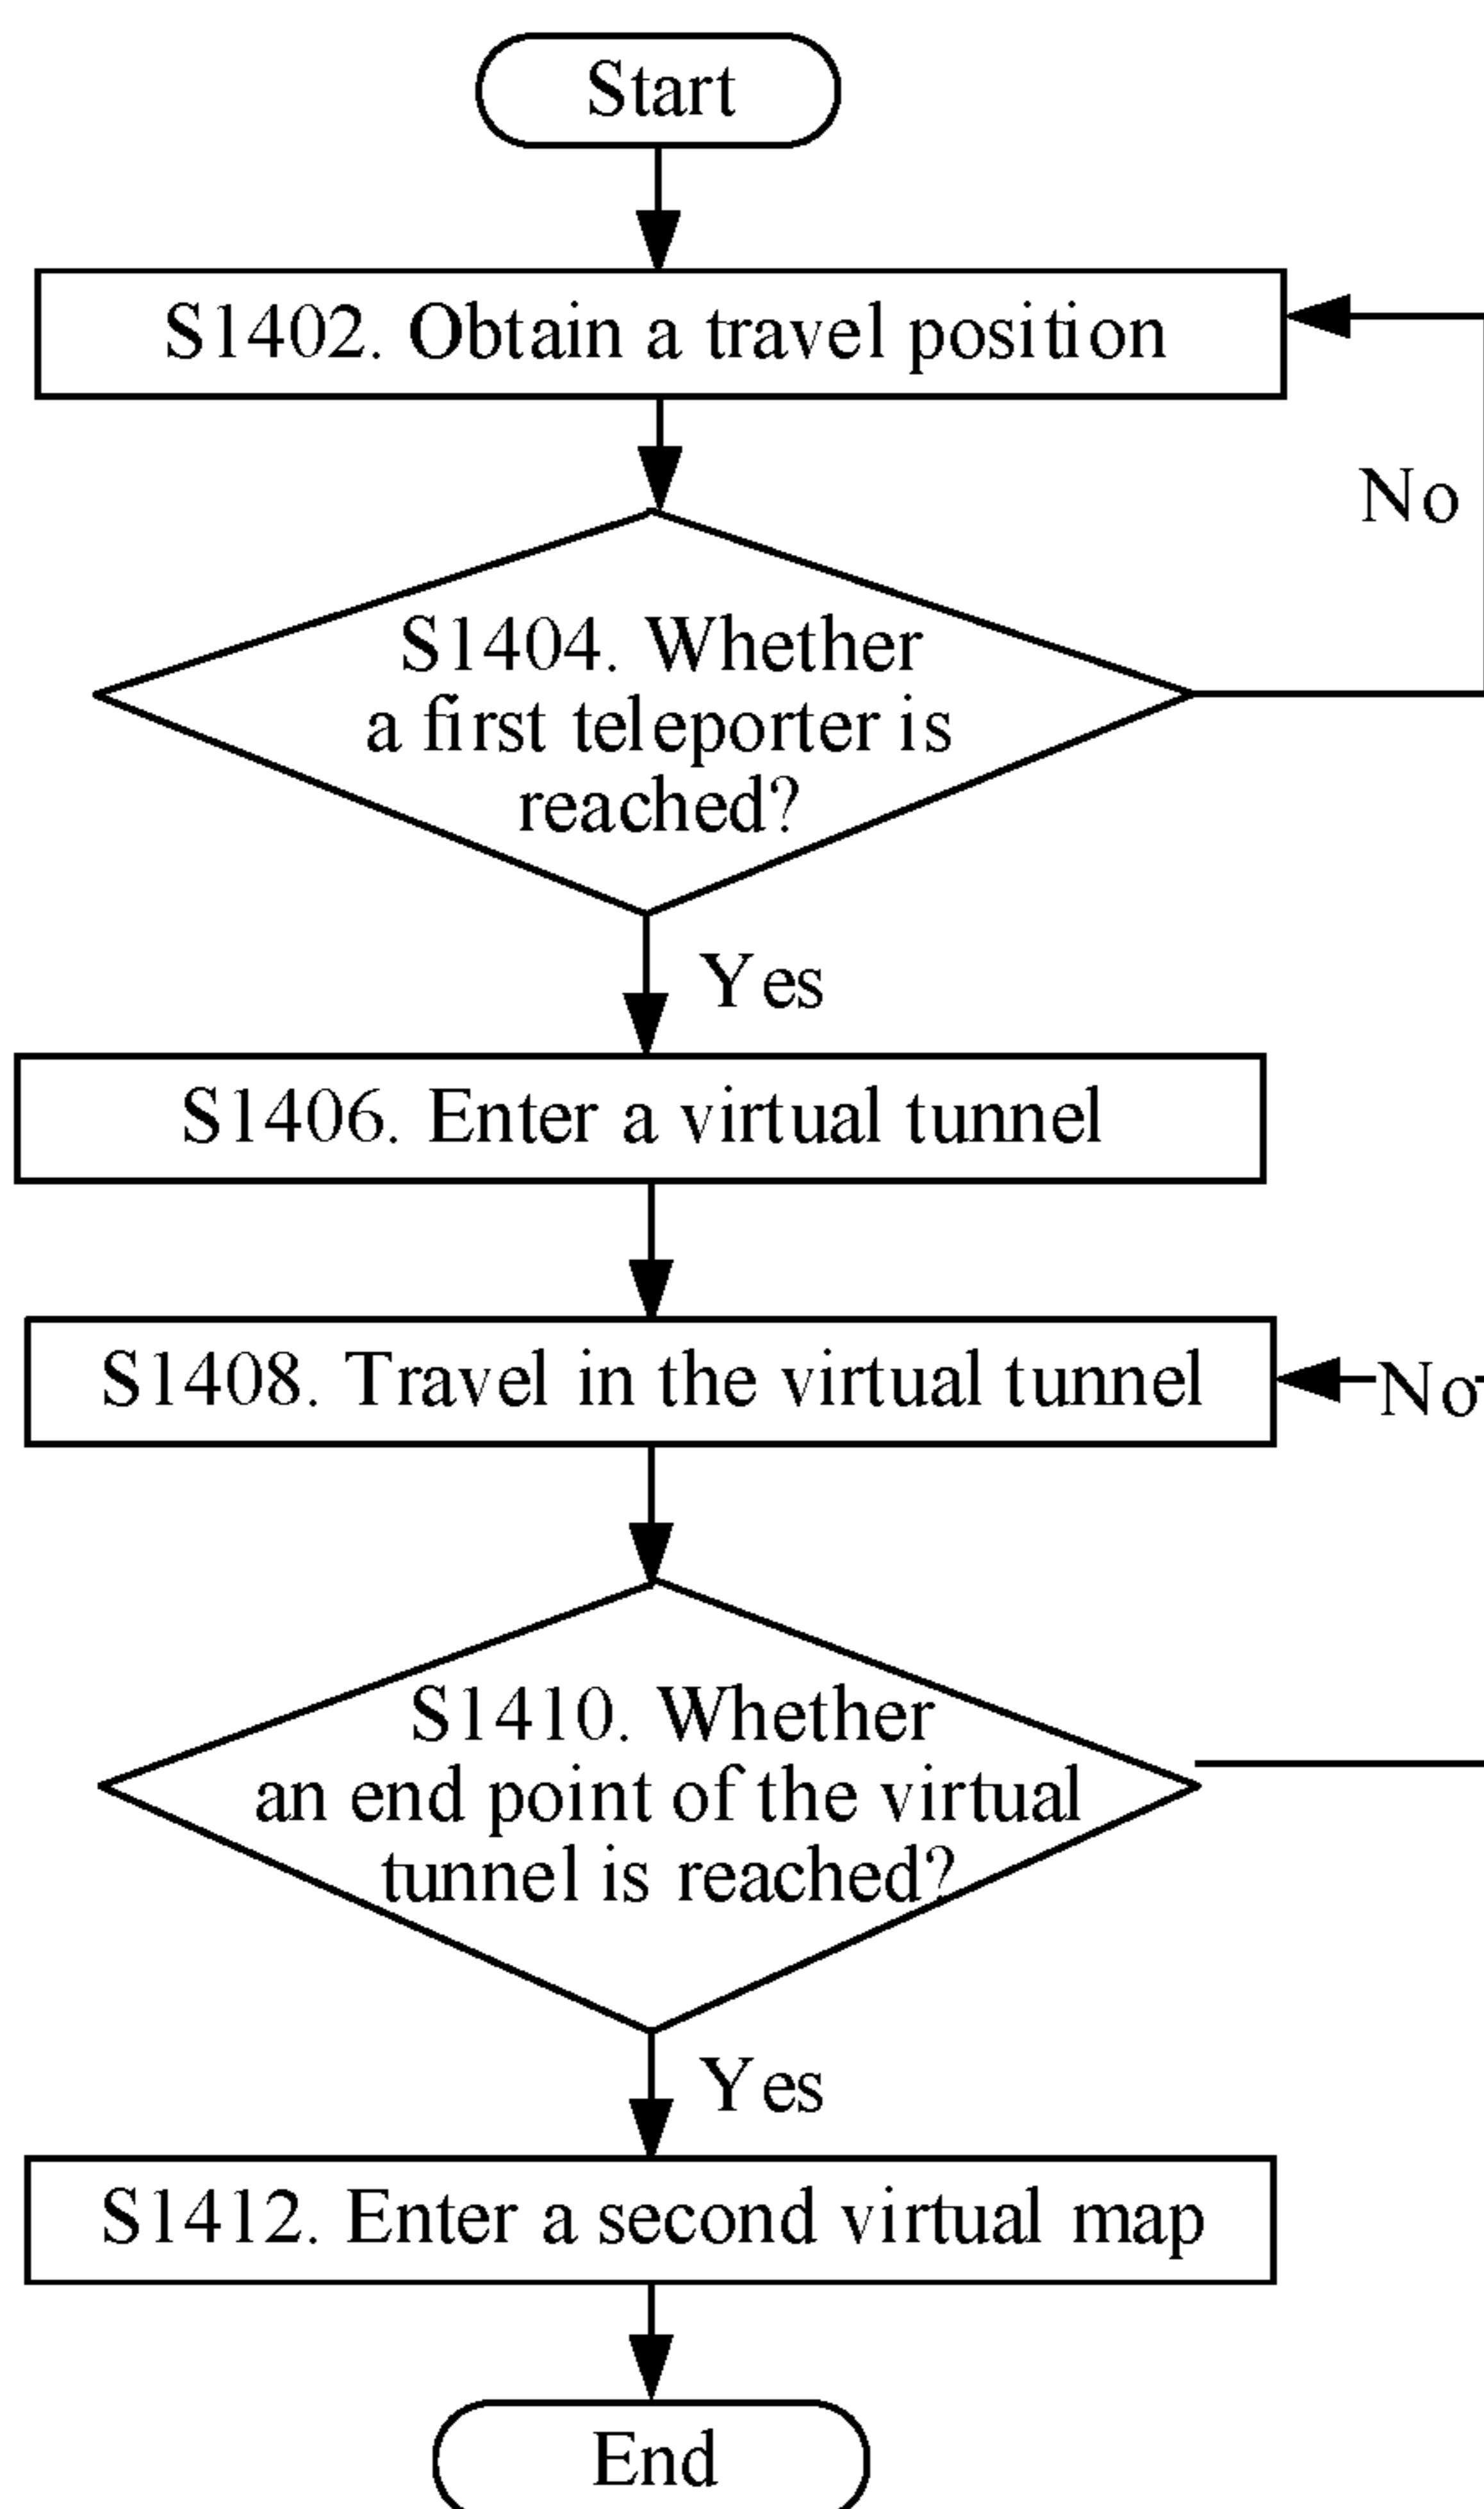 Start
S1402. Obtain a travel position
No
S1404. Whether
a first teleporter is
reached?
Yes
S1406. Enter a virtual tunnel
S1408. Travel in the virtual tunnel
No
S1410. Whether
an end point of the virtual
tunnel is reached?
Yes
S1412. Enter a second virtual map
End